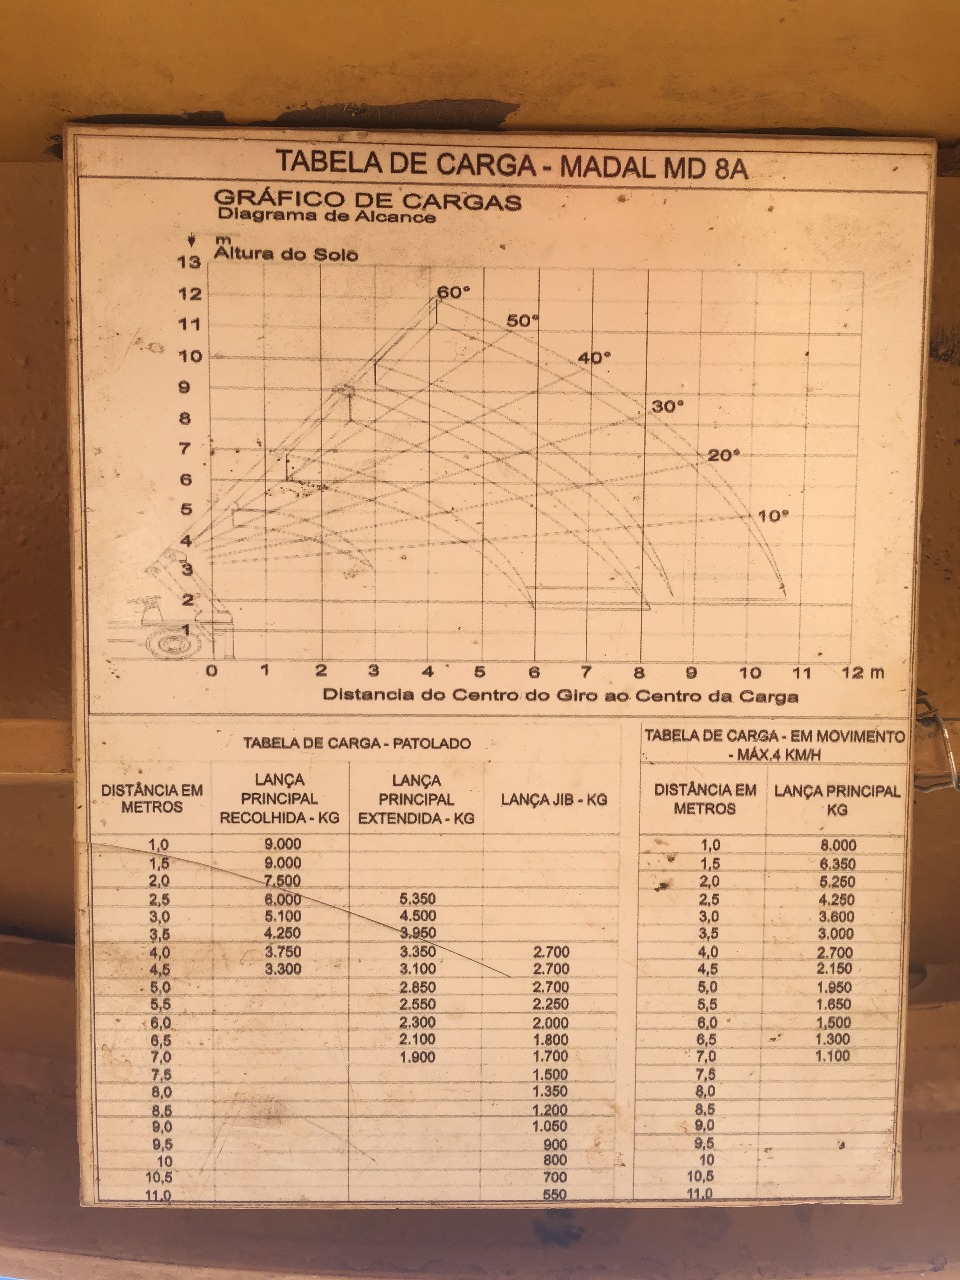 TABELA DE CARGA - MADAL MD 8A
GRÁFICO DE CARGAS
Diagrama de Alcance
m
Altura do Solo
13
12
11
10
9
8
7
6
5
4
3
2
1
60°
50°
40°
30°
20°
10°
0 1 2 3 4 5 6 7 8 9 10 11 12 m
Distancia do Centro do Giro ao Centro da Carga
TABELA DE CARGA - PATOLADO
DISTÂNCIA EM METROS | LANÇA PRINCIPAL RECOLHIDA - KG | LANÇA PRINCIPAL EXTENDIDA - KG | LANÇA JIB - KG
1,0 9.000
1,5 9.000
2,0 7.500
2,5 6.000 5.350
3,0 5.100 4.500
3,5 4.250 3.950
4,0 3.750 3.350 2.700
4,5 3.300 3.100 2.700
5,0 2.850 2.700
5,5 2.550 2.250
6,0 2.300 2.000
6,5 2.100 1.800
7,0 1.900 1.700
7,5 1.500
8,0 1.350
8,5 1.200
9,0 1.050
9,5 900
10 800
10,5 700
11,0 550
TABELA DE CARGA - EM MOVIMENTO
- MÁX.4 KM/H
DISTÂNCIA EM METROS | LANÇA PRINCIPAL KG
1,0 8.000
1,5 6.350
2,0 5.250
2,5 4.250
3,0 3.600
3,5 3.000
4,0 2.700
4,5 2.150
5,0 1.950
5,5 1.650
6,0 1,500
6,5 1.300
7,0 1.100
7,5
8,0
8,5
9,0
9,5
10
10,5
11,0